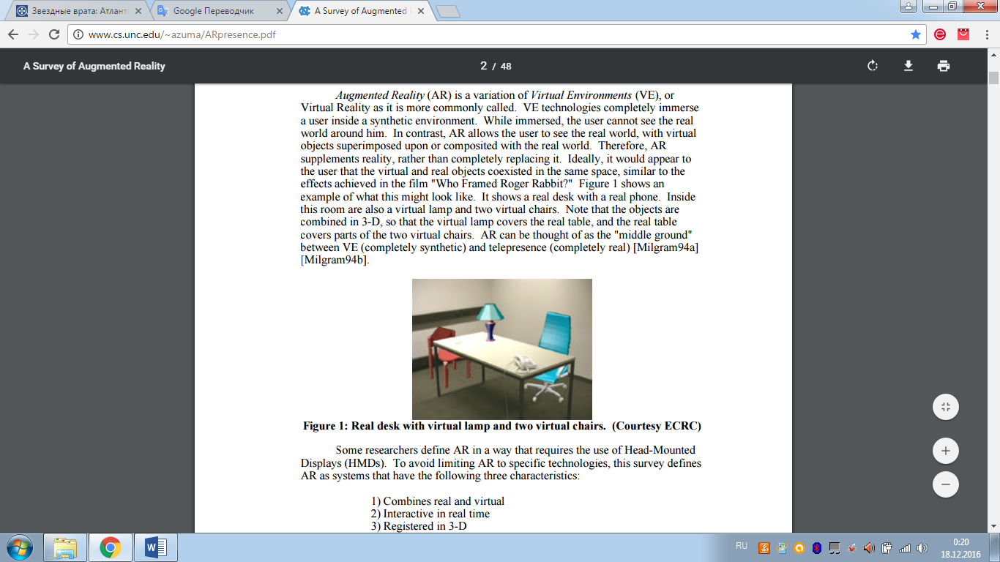 Звездные врата: Атлант
Google Переводчик
A Survey of Augmented
www.cs.unc.edu/~azuma/ARpresence.pdf
A Survey of Augmented Reality
2 / 48
Augmented Reality (AR) is a variation of Virtual Environments (VE), or
Virtual Reality as it is more commonly called. VE technologies completely immerse
a user inside a synthetic environment. While immersed, the user cannot see the real
world around him. In contrast, AR allows the user to see the real world, with virtual
objects superimposed upon or composited with the real world. Therefore, AR
supplements reality, rather than completely replacing it. Ideally, it would appear to
the user that the virtual and real objects coexisted in the same space, similar to the
effects achieved in the film "Who Framed Roger Rabbit?" Figure 1 shows an
example of what this might look like. It shows a real desk with a real phone. Inside
this room are also a virtual lamp and two virtual chairs. Note that the objects are
combined in 3-D, so that the virtual lamp covers the real table, and the real table
covers parts of the two virtual chairs. AR can be thought of as the "middle ground"
between VE (completely synthetic) and telepresence (completely real) [Milgram94a]
[Milgram94b].
Figure 1: Real desk with virtual lamp and two virtual chairs. (Courtesy ECRC)
Some researchers define AR in a way that requires the use of Head-Mounted
Displays (HMDs). To avoid limiting AR to specific technologies, this survey defines
AR as systems that have the following three characteristics:
1) Combines real and virtual
2) Interactive in real time
3) Registered in 3-D
RU
0:20
18.12.2016